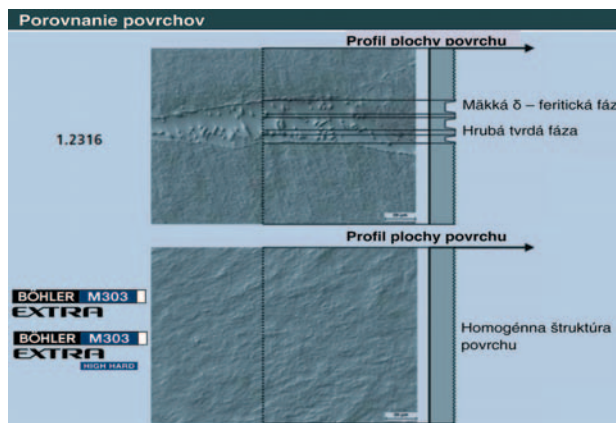 Porovnanie povrchov
Profil plochy povrchu
Mäkká δ – feritická fáz
Hrubá tvrdá fáza
1.2316
Profil plochy povrchu
BÖHLER M303
EXTRA
BÖHLER M303
EXTRA
HIGH HARD
Homogénna štruktúra
povrchu